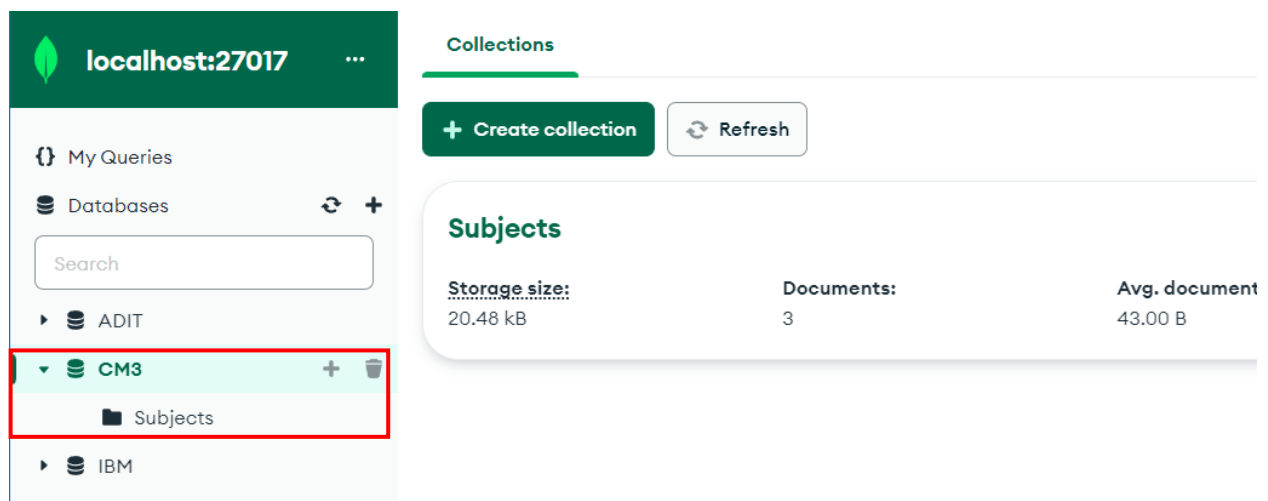 localhost:27017 ...
{} My Queries
Databases
Search
ADIT
CM3
Subjects
IBM
Collections
+ Create collection
Refresh
Subjects
Storage size:
20.48 kB
Documents:
3
Avg. document
43.00 B